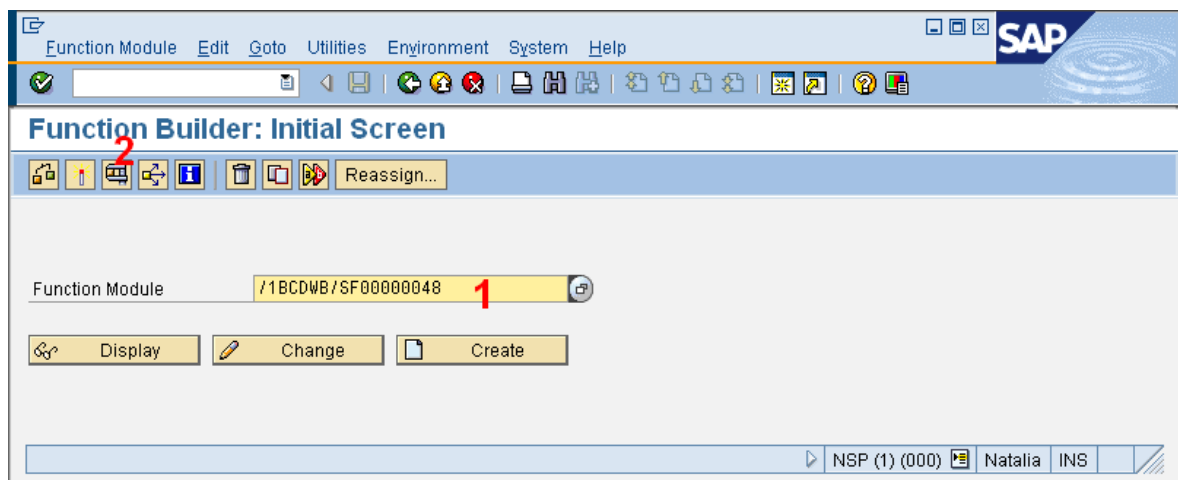 Function Module Edit Goto Utilities Environment System Help
SAP
Function Builder: Initial Screen
2
Reassign...
Function Module /1BCDWB/SF00000048 1
Display Change Create
NSP (1) (000) Natalia INS